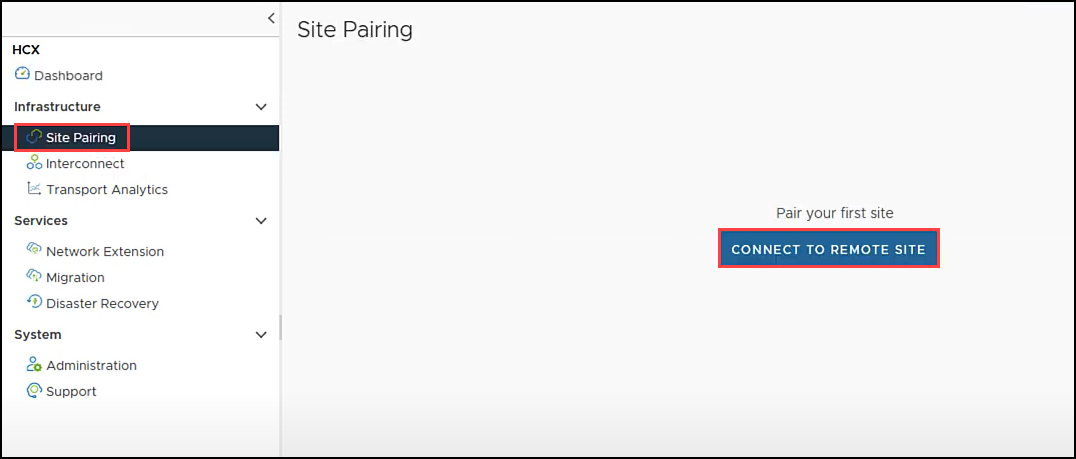 Site Pairing
HCX
Dashboard
Infrastructure
Site Pairing
Interconnect
Transport Analytics
Services
Network Extension
Migration
Disaster Recovery
System
Administration
Support
Pair your first site
CONNECT TO REMOTE SITE